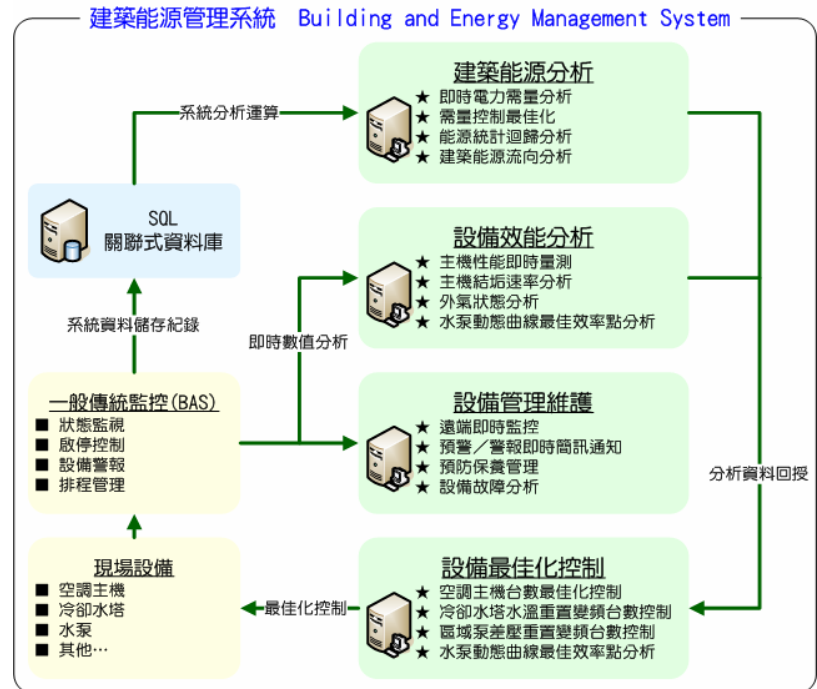 建築能源管理系統 Building and Energy Management System
建築能源分析
★ 即時電力需量分析
★ 需量控制最佳化
★ 能源統計迴歸分析
★ 建築能源流向分析
系統分析運算
SQL
關聯式資料庫
設備效能分析
★ 主機性能即時量測
★ 主機結垢速率分析
★ 外氣狀態分析
★ 水泵動態曲線最佳效率點分析
系統資料儲存紀錄
即時數值分析
一般傳統監控(BAS)
■ 狀態監視
■ 啟停控制
■ 設備警報
■ 排程管理
設備管理維護
★ 遠端即時監控
★ 預警／警報即時簡訊通知
★ 預防保養管理
★ 設備故障分析
分析資料回授
現場設備
■ 空調主機
■ 冷卻水塔
■ 水泵
■ 其他…
最佳化控制
設備最佳化控制
★ 空調主機台數最佳化控制
★ 冷卻水塔水溫重置變頻台數控制
★ 區域泵差壓重置變頻台數控制
★ 水泵動態曲線最佳效率點分析